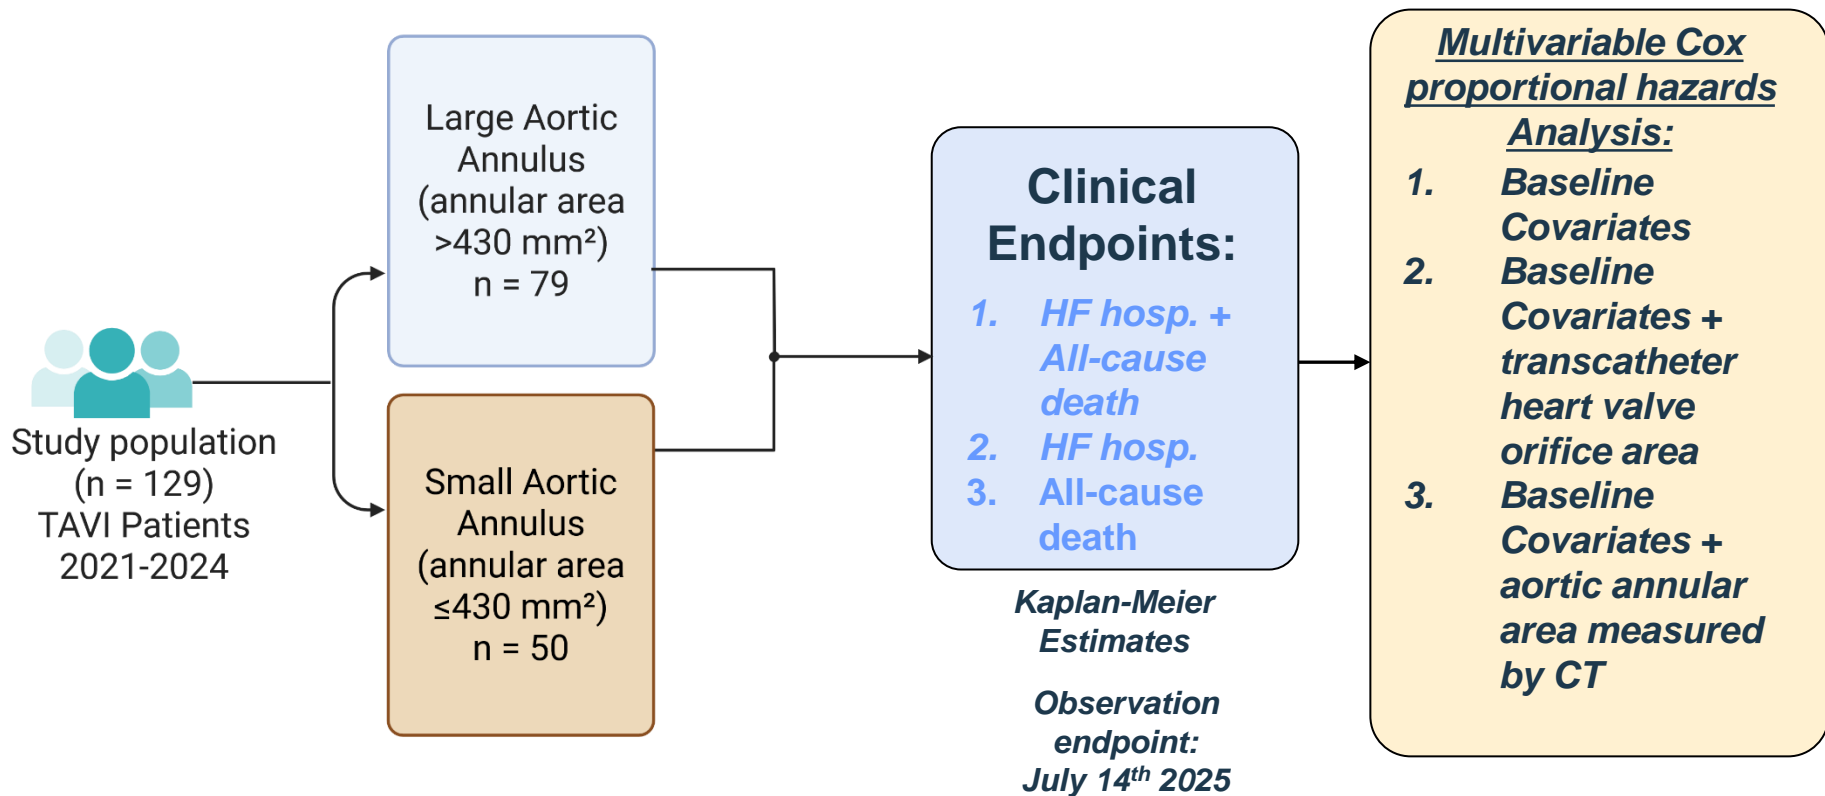 Study population
(n = 129)
TAVI Patients
2021-2024
Large Aortic
Annulus
(annular area
>430 mm²)
n = 79
Small Aortic
Annulus
(annular area
≤430 mm²)
n = 50
Clinical
Endpoints:
1. HF hosp. +
All-cause
death
2. HF hosp.
3. All-cause
death
Kaplan-Meier
Estimates
Observation
endpoint:
July 14th 2025
Multivariable Cox
proportional hazards
Analysis:
1. Baseline
Covariates
2. Baseline
Covariates +
transcatheter
heart valve
orifice area
3. Baseline
Covariates +
aortic annular
area measured
by CT